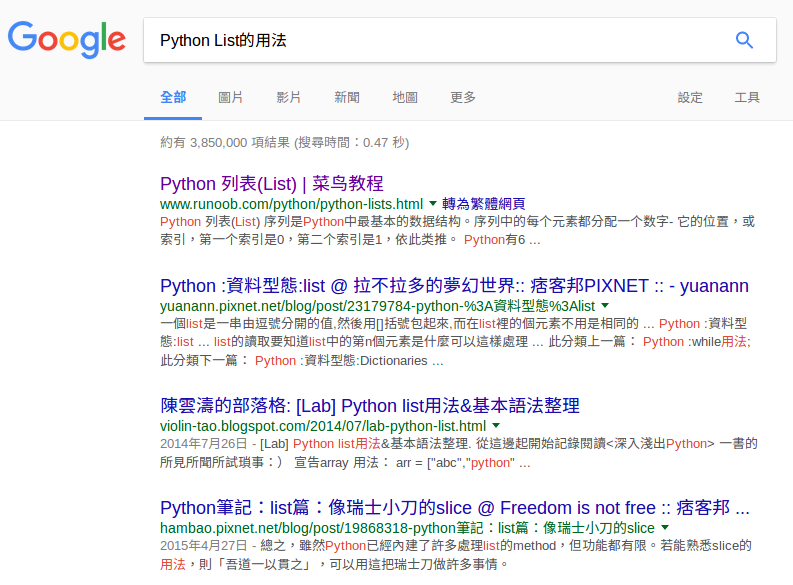 Google
Python List的用法
全部 圖片 影片 新聞 地圖 更多 設定 工具
約有 3,850,000 項結果 (搜尋時間：0.47 秒)
Python 列表(List) | 菜鸟教程
www.runoob.com/python/python-lists.html 轉為繁體網頁
Python 列表(List) 序列是Python中最基本的数据结构。序列中的每个元素都分配一个数字- 它的位置，或
索引，第一个索引是0，第二个索引是1，依此类推。 Python有6 ...
Python :資料型態:list @ 拉不拉多的夢幻世界:: 痞客邦PIXNET :: - yuanann
yuanann.pixnet.net/blog/post/23179784-python-%3A資料型態%3Alist
一個list是一串由逗號分開的值,然後用[]括號包起來,而在list裡的個元素不用是相同的 ... Python :資料型
態:list ... list的讀取要知道list中的第n個元素是什麼可以這樣處理 ... 此分類上一篇： Python :while用法;
此分類下一篇： Python :資料型態:Dictionaries ...
陳雲濤的部落格: [Lab] Python list用法&基本語法整理
violin-tao.blogspot.com/2014/07/lab-python-list.html
2014年7月26日 - [Lab] Python list用法&基本語法整理. 從這邊起開始記錄閱讀<深入淺出Python> 一書的
所見所聞所試瑣事：） 宣告array 用法： arr = ["abc","python" ...
Python筆記：list篇：像瑞士小刀的slice @ Freedom is not free :: 痞客邦 ...
hambao.pixnet.net/blog/post/19868318-python筆記：list篇：像瑞士小刀的slice
2015年4月27日 - 總之，雖然Python已經內建了許多處理list的method，但功能都有限。若能熟悉slice的
用法，則「吾道一以貫之」，可以用這把瑞士刀做許多事情。